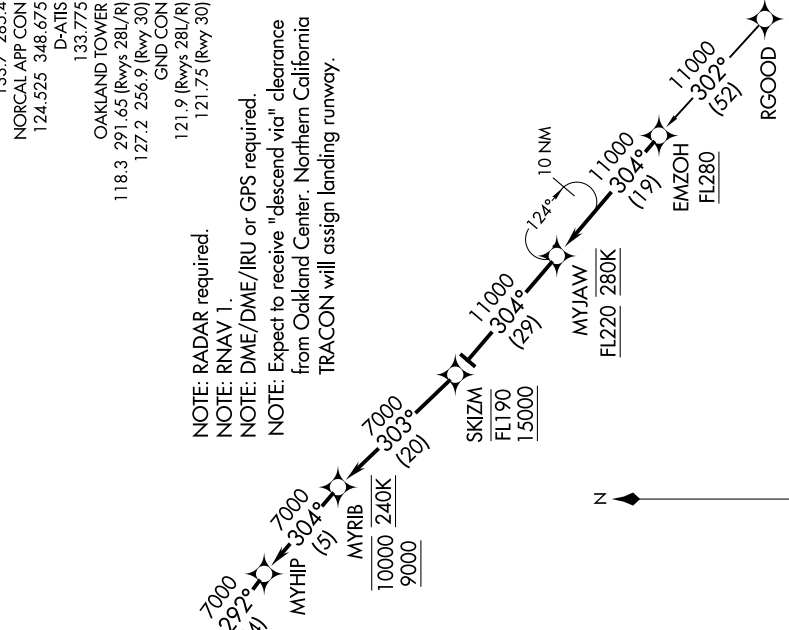 NORCAL APP CON
124.525 348.675
D-ATIS
133.775
OAKLAND TOWER
118.3 291.65 (Rwys 28L/R)
127.2 256.9 (Rwy 30)
GND CON
121.9 (Rwys 28L/R)
121.75 (Rwy 30)
NOTE: RADAR required.
NOTE: RNAV 1.
NOTE: DME/DME/IRU or GPS required.
NOTE: Expect to receive "descend via" clearance
from Oakland Center. Northern California
TRACON will assign landing runway.
RGOOD
11000
302°
(52)
EMZOH
FL280
11000
304°
(19)
10 NM
124°
MYJAW
FL220 280K
11000
304°
(29)
SKIZM
FL190
15000
7000
303°
(20)
MYRIB
10000 240K
9000
7000
304°
(5)
MYHIP
7000
292°
N